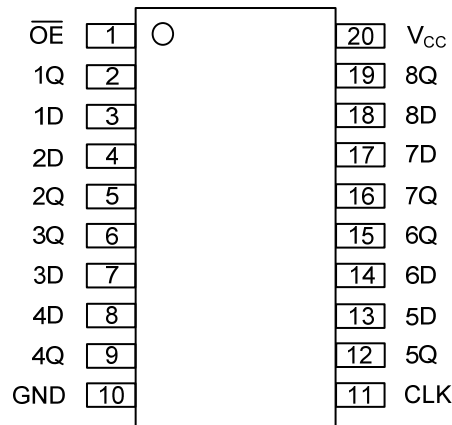 O̅E̅ 1 20 VCC
1Q 2 19 8Q
1D 3 18 8D
2D 4 17 7D
2Q 5 16 7Q
3Q 6 15 6Q
3D 7 14 6D
4D 8 13 5D
4Q 9 12 5Q
GND 10 11 CLK